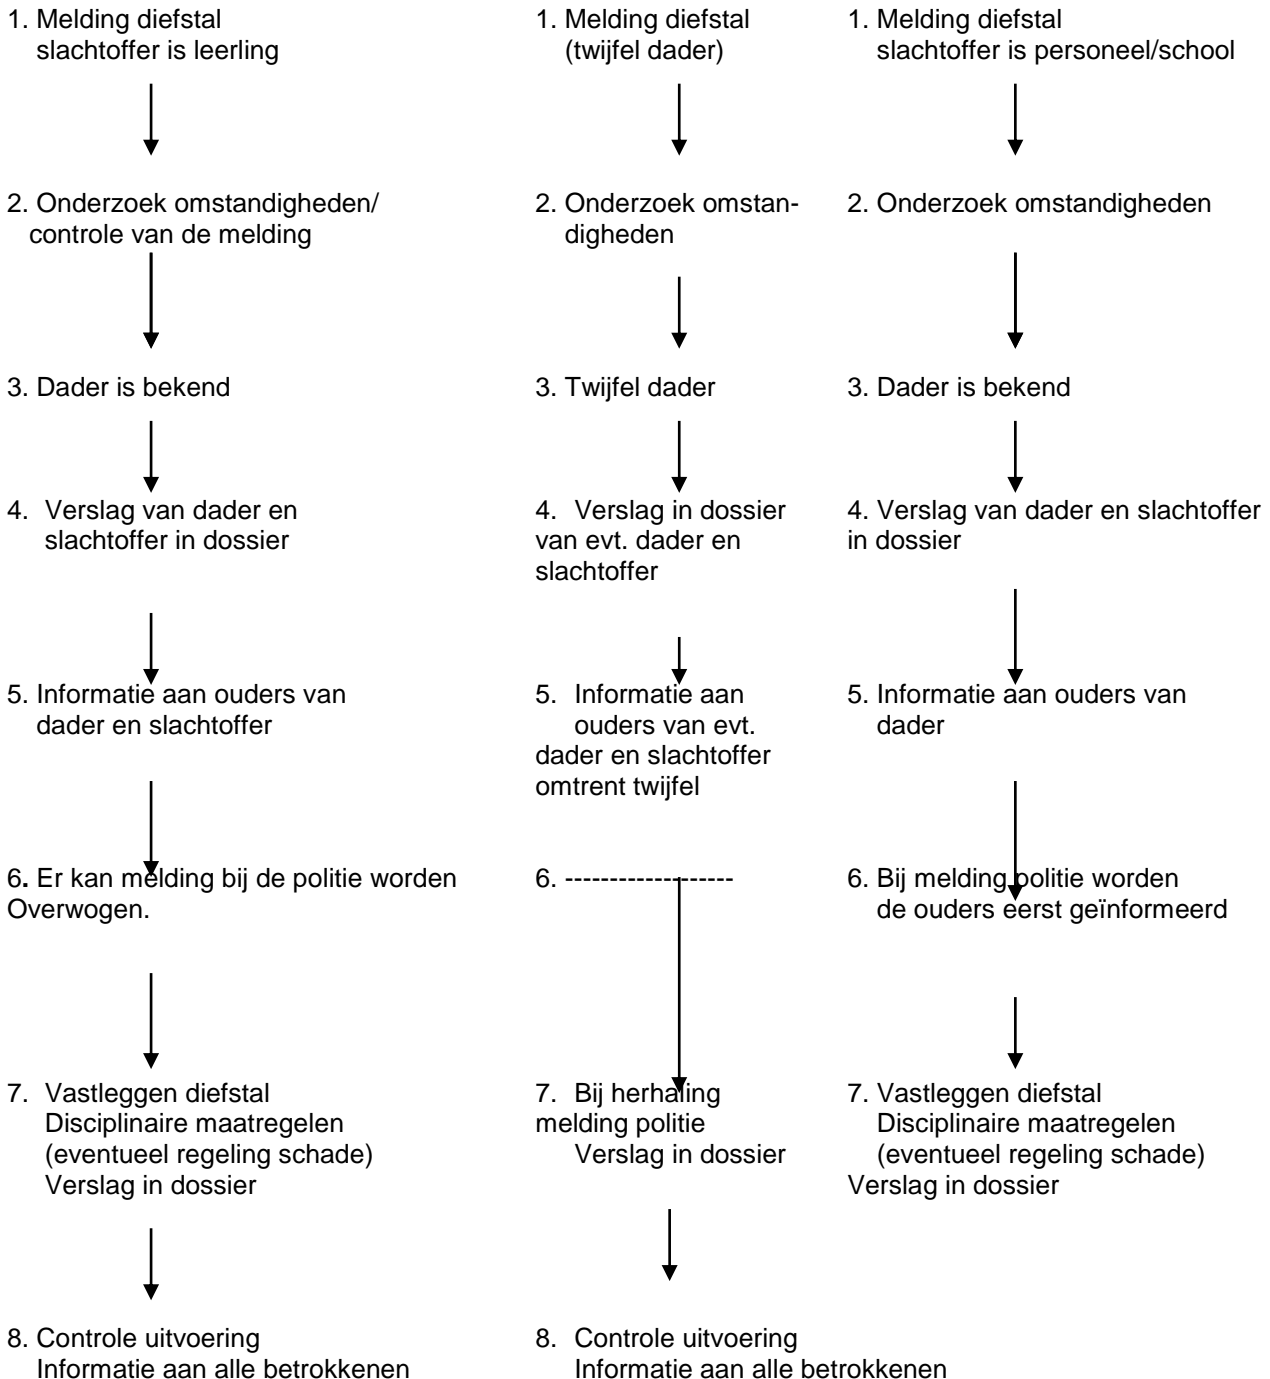 1. Melding diefstal
slachtoffer is leerling
2. Onderzoek omstandigheden/
controle van de melding
3. Dader is bekend
4. Verslag van dader en
slachtoffer in dossier
5. Informatie aan ouders van
dader en slachtoffer
6. Er kan melding bij de politie worden
Overwogen.
7. Vastleggen diefstal
Disciplinaire maatregelen
(eventueel regeling schade)
Verslag in dossier
8. Controle uitvoering
Informatie aan alle betrokkenen
1. Melding diefstal
(twijfel dader)
2. Onderzoek omstan-
digheden
3. Twijfel dader
4. Verslag in dossier
van evt. dader en
slachtoffer
5. Informatie aan
ouders van evt.
dader en slachtoffer
omtrent twijfel
6. -------------------
7. Bij herhaling
melding politie
Verslag in dossier
8. Controle uitvoering
Informatie aan alle betrokkenen
1. Melding diefstal
slachtoffer is personeel/school
2. Onderzoek omstandigheden
3. Dader is bekend
4. Verslag van dader en slachtoffer
in dossier
5. Informatie aan ouders van
dader
6. Bij melding politie worden
de ouders eerst geïnformeerd
7. Vastleggen diefstal
Disciplinaire maatregelen
(eventueel regeling schade)
Verslag in dossier